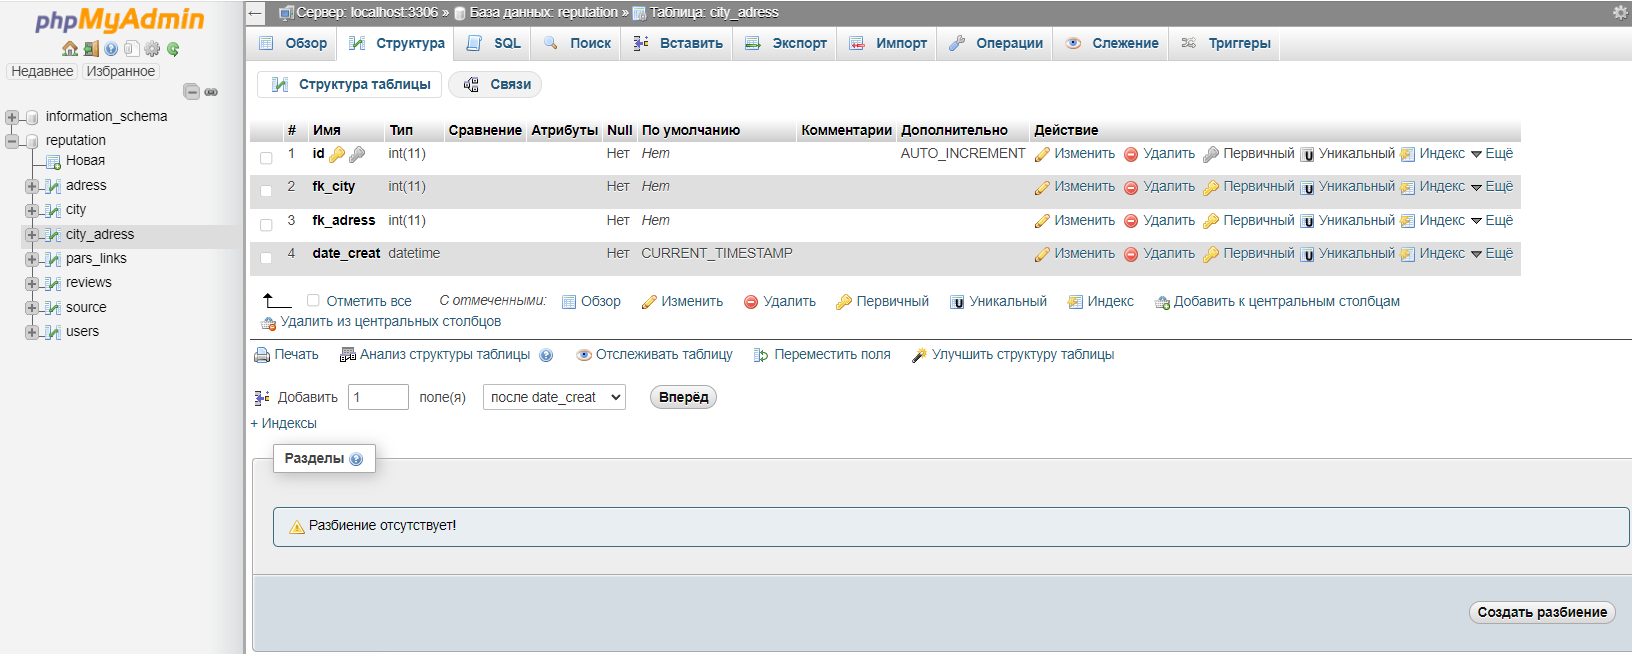 phpMyAdmin
Недавнее Избранное
information_schema
reputation
Новая
adress
city
city_adress
pars_links
reviews
source
users
Сервер: localhost:3306 » База данных: reputation » Таблица: city_adress
Обзор Структура SQL Поиск Вставить Экспорт Импорт Операции Слежение Триггеры
Структура таблицы Связи
# Имя Тип Сравнение Атрибуты Null По умолчанию Комментарии Дополнительно Действие
1 id int(11) Нет Нет AUTO_INCREMENT Изменить Удалить Первичный Уникальный Индекс Ещё
2 fk_city int(11) Нет Нет Изменить Удалить Первичный Уникальный Индекс Ещё
3 fk_adress int(11) Нет Нет Изменить Удалить Первичный Уникальный Индекс Ещё
4 date_creat datetime Нет CURRENT_TIMESTAMP Изменить Удалить Первичный Уникальный Индекс Ещё
Отметить все С отмеченными: Обзор Изменить Удалить Первичный Уникальный Индекс Добавить к центральным столбцам
Удалить из центральных столбцов
Печать Анализ структуры таблицы Отслеживать таблицу Переместить поля Улучшить структуру таблицы
Добавить 1 поле(я) после date_creat Вперёд
+ Индексы
Разделы
Разбиение отсутствует!
Создать разбиение